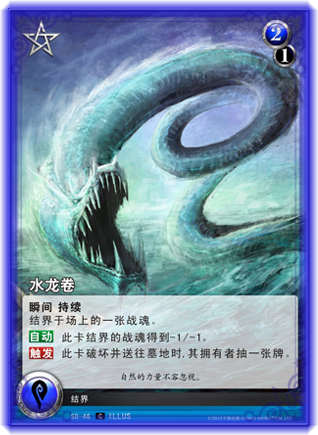 2
1
水龙卷
瞬间 持续
结界于场上的一张战魂。
自动 此卡结界的战魂得到-1/-1。
触发 此卡破坏并送往墓地时,其拥有者抽一张牌。
自然的力量不容忽视。
结界
S8-46 C ILLUS